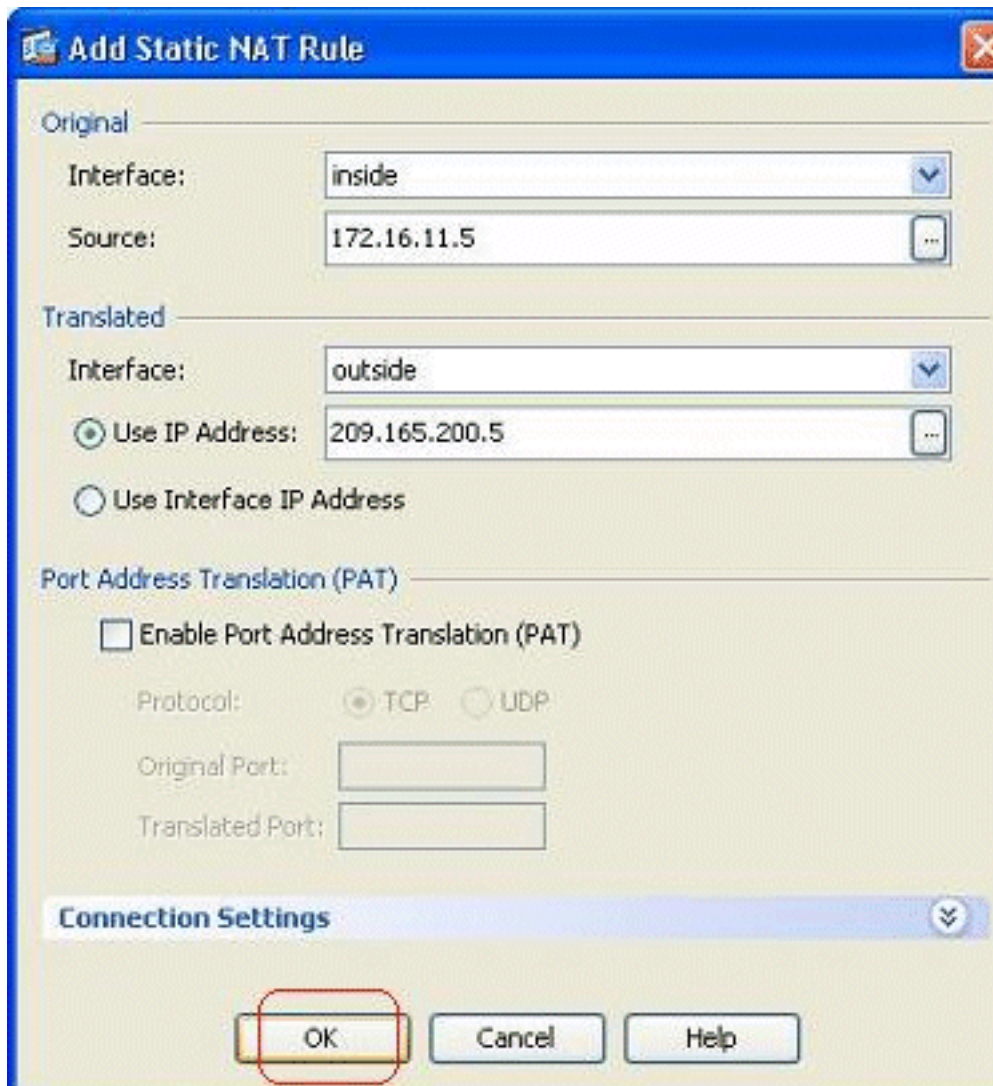 Add Static NAT Rule
Original
Interface: inside
Source: 172.16.11.5 ...
Translated
Interface: outside
Use IP Address: 209.165.200.5 ...
Use Interface IP Address
Port Address Translation (PAT)
Enable Port Address Translation (PAT)
Protocol: TCP UDP
Original Port:
Translated Port:
Connection Settings
OK Cancel Help